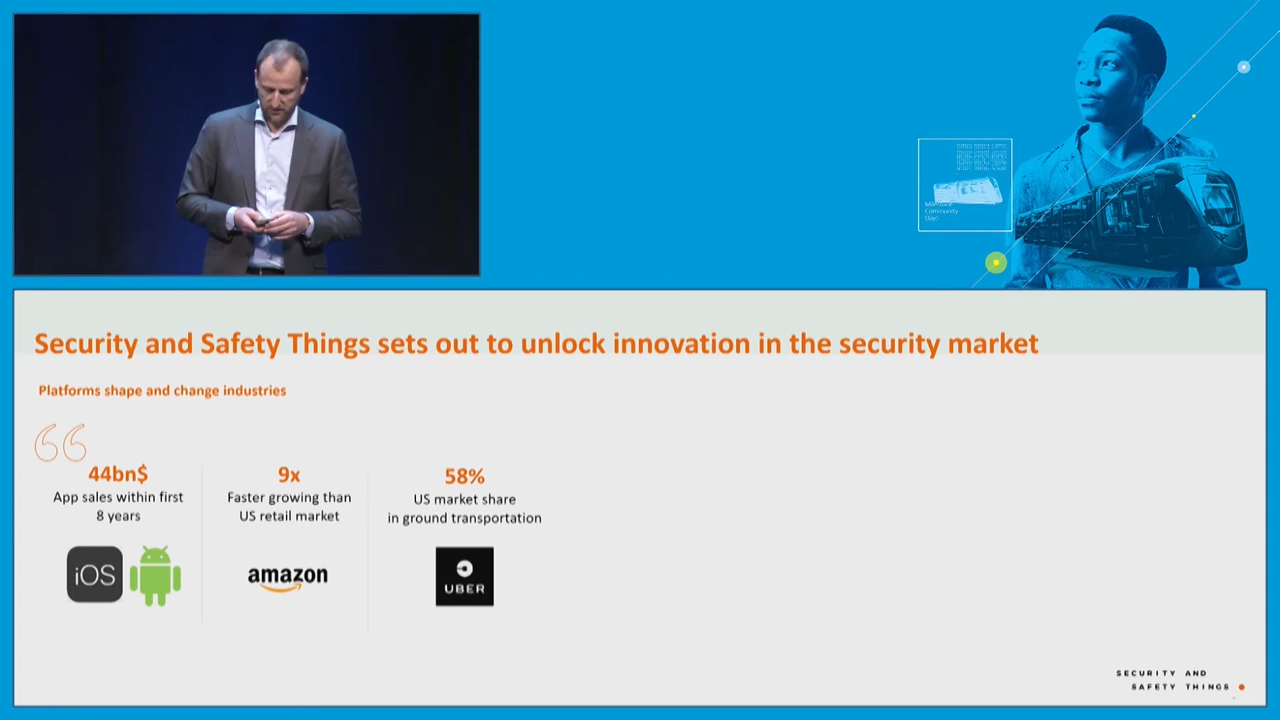 Community
Days
Security and Safety Things sets out to unlock innovation in the security market
Platforms shape and change industries
44bn$
App sales within first
8 years
iOS
9x
Faster growing than
US retail market
amazon
58%
US market share
in ground transportation
UBER
SECURITY AND
SAFETY THINGS